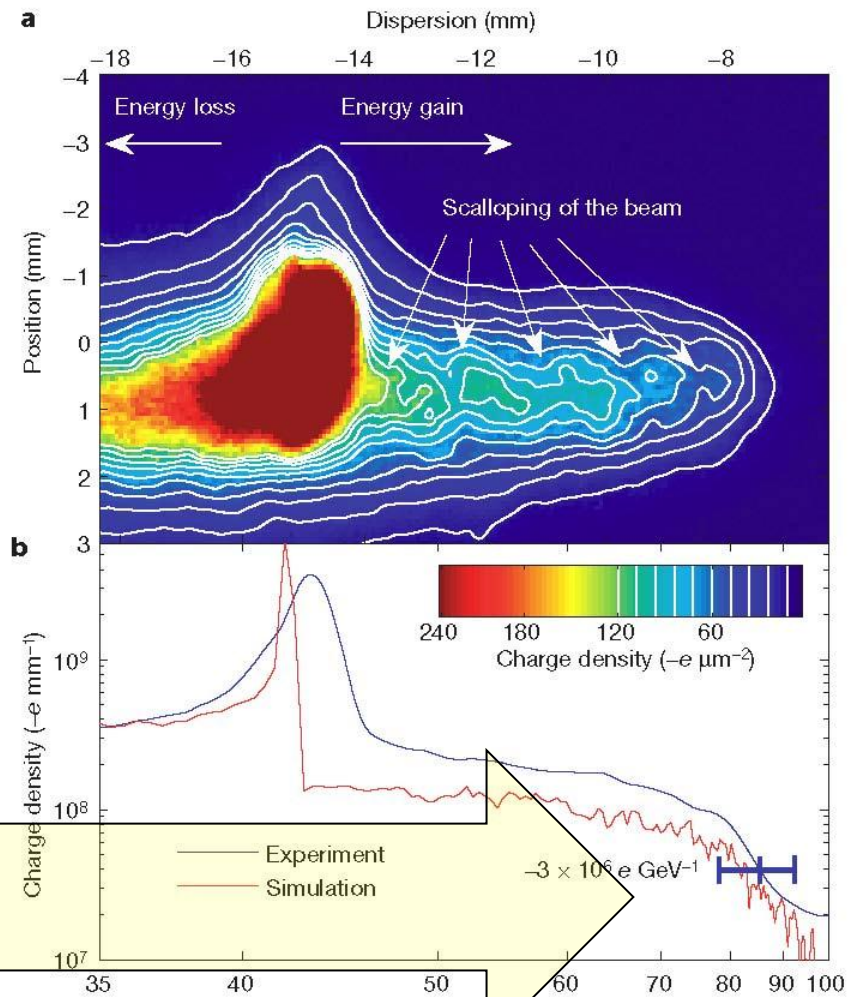 a
Dispersion (mm)
−18 −16 −14 −12 −10 −8
−4
Energy loss Energy gain
−3
−2
Scalloping of the beam
−1
Position (mm)
0
1
2
3
b
240 180 120 60
Charge density (−e μm⁻²)
10⁹
Charge density (−e mm⁻¹)
10⁸
Experiment
−3 × 10⁶ e GeV⁻¹
Simulation
10⁷
35 40 50 60 70 80 90 100